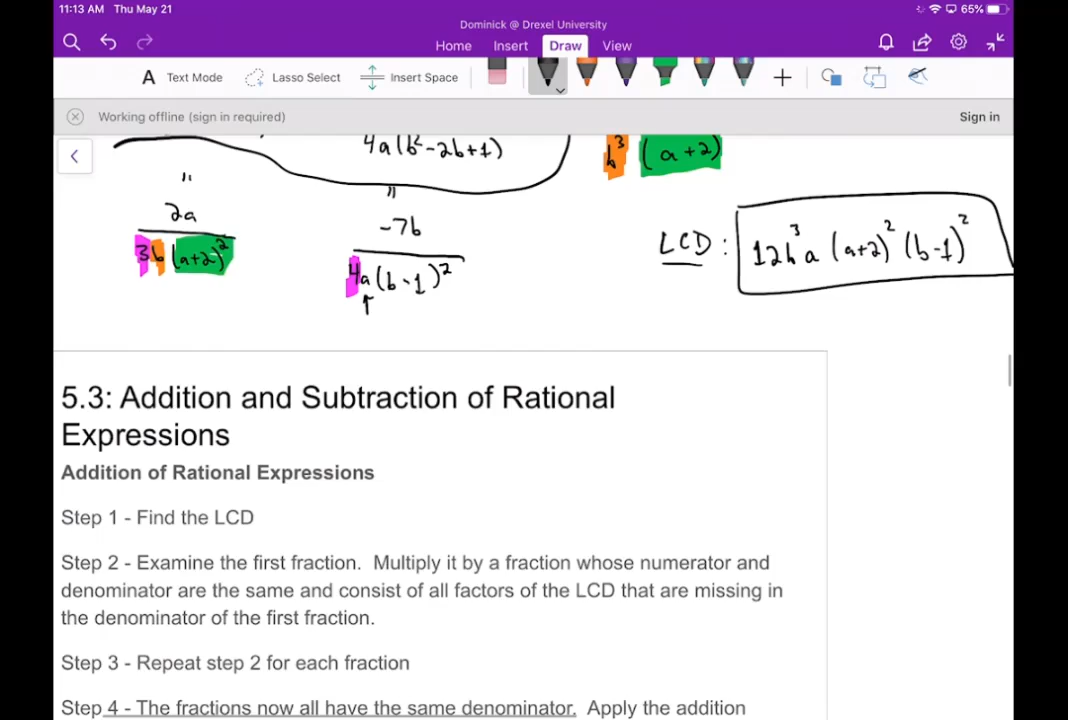 11:13 AM Thu May 21
65%
Dominick @ Drexel University
Home Insert Draw View
A Text Mode Lasso Select Insert Space
Working offline (sign in required) Sign in
4a(b²-2b+1)
b³ (a+2)
"
"
2a
3b (a+2)²
-7b
4a(b-1)²
LCD : 12b³a (a+2)² (b-1)²
5.3: Addition and Subtraction of Rational
Expressions
Addition of Rational Expressions
Step 1 - Find the LCD
Step 2 - Examine the first fraction. Multiply it by a fraction whose numerator and
denominator are the same and consist of all factors of the LCD that are missing in
the denominator of the first fraction.
Step 3 - Repeat step 2 for each fraction
Step 4 - The fractions now all have the same denominator. Apply the addition